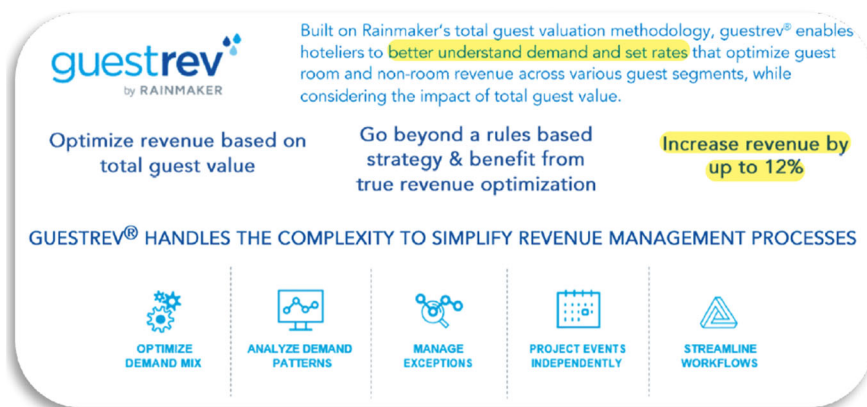 guestrev
by RAINMAKER
Built on Rainmaker's total guest valuation methodology, guestrev® enables
hoteliers to better understand demand and set rates that optimize guest
room and non-room revenue across various guest segments, while
considering the impact of total guest value.
Optimize revenue based on
total guest value
Go beyond a rules based
strategy & benefit from
true revenue optimization
Increase revenue by
up to 12%
GUESTREV® HANDLES THE COMPLEXITY TO SIMPLIFY REVENUE MANAGEMENT PROCESSES
OPTIMIZE
DEMAND MIX
ANALYZE DEMAND
PATTERNS
MANAGE
EXCEPTIONS
PROJECT EVENTS
INDEPENDENTLY
STREAMLINE
WORKFLOWS